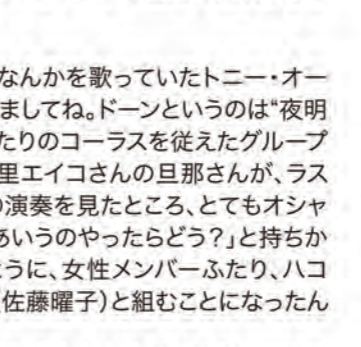 なんかを歌っていたトニー・オー
ましてね。ドーンというのは“夜明
たりのコーラスを従えたグループ
里エイコさんの旦那さんが、ラス
の演奏を見たところ、とてもオシャ
あいうのやったらどう？」と持ちか
ように、女性メンバーふたり、ハコ
佐藤曜子）と組むことになったん